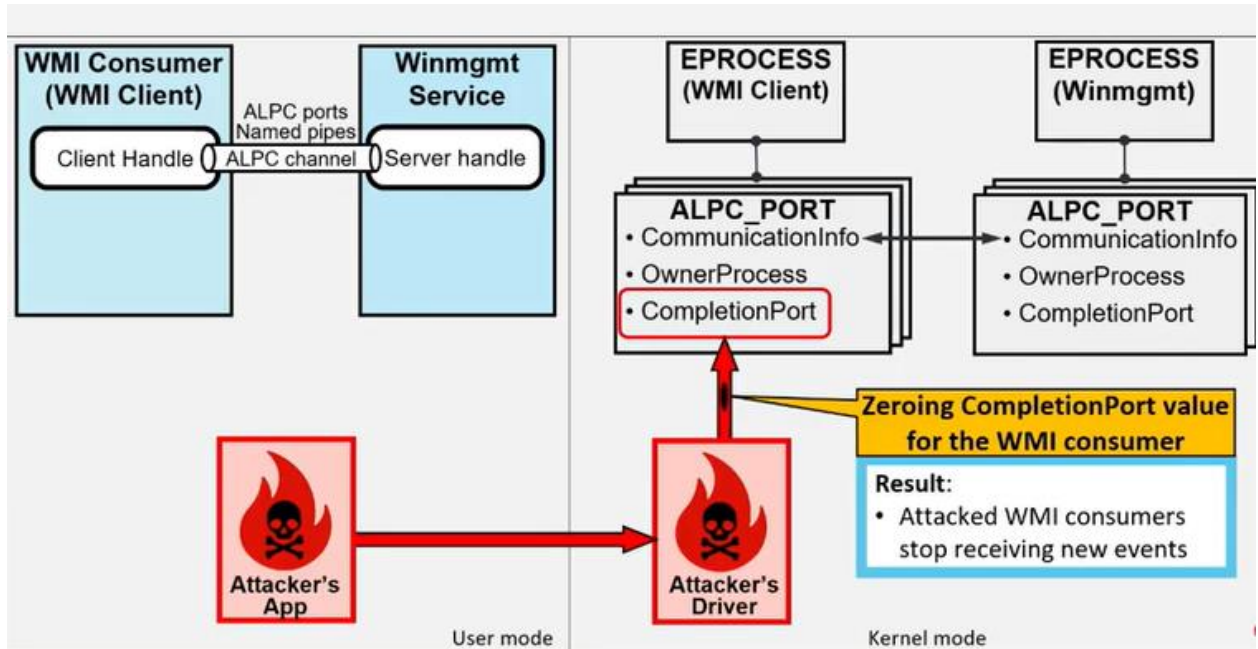 WMI Consumer
(WMI Client)
Client Handle
ALPC ports
Named pipes
ALPC channel
Winmgmt
Service
Server handle
EPROCESS
(WMI Client)
EPROCESS
(Winmgmt)
ALPC_PORT
• CommunicationInfo
• OwnerProcess
• CompletionPort
ALPC_PORT
• CommunicationInfo
• OwnerProcess
• CompletionPort
Zeroing CompletionPort value
for the WMI consumer
Result:
• Attacked WMI consumers
stop receiving new events
Attacker's
App
Attacker's
Driver
User mode
Kernel mode